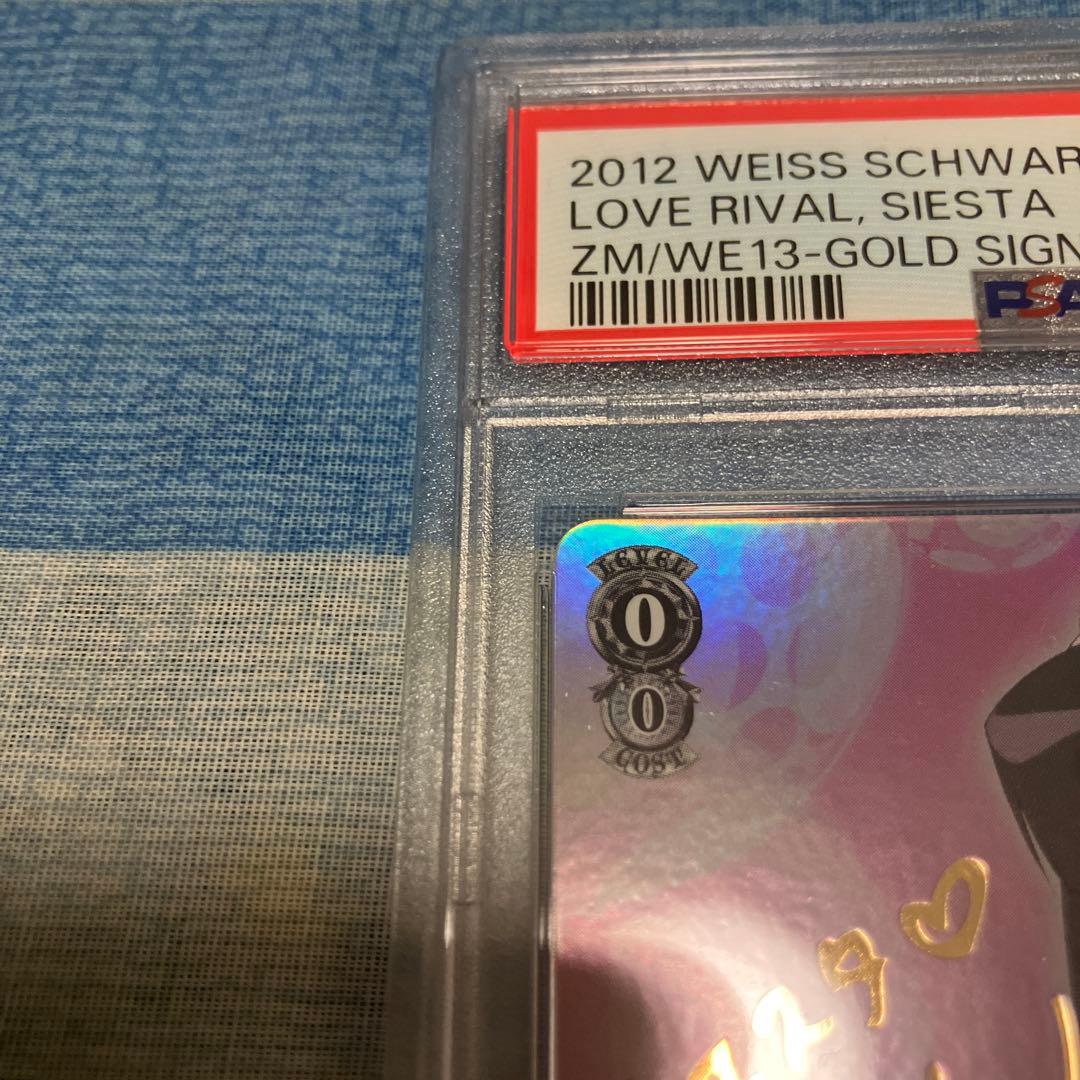 2012 WEISS SCHWAR
LOVE RIVAL, SIESTA
ZM/WE13-GOLD SIGN
PSA
LEVEL
0
0
COST